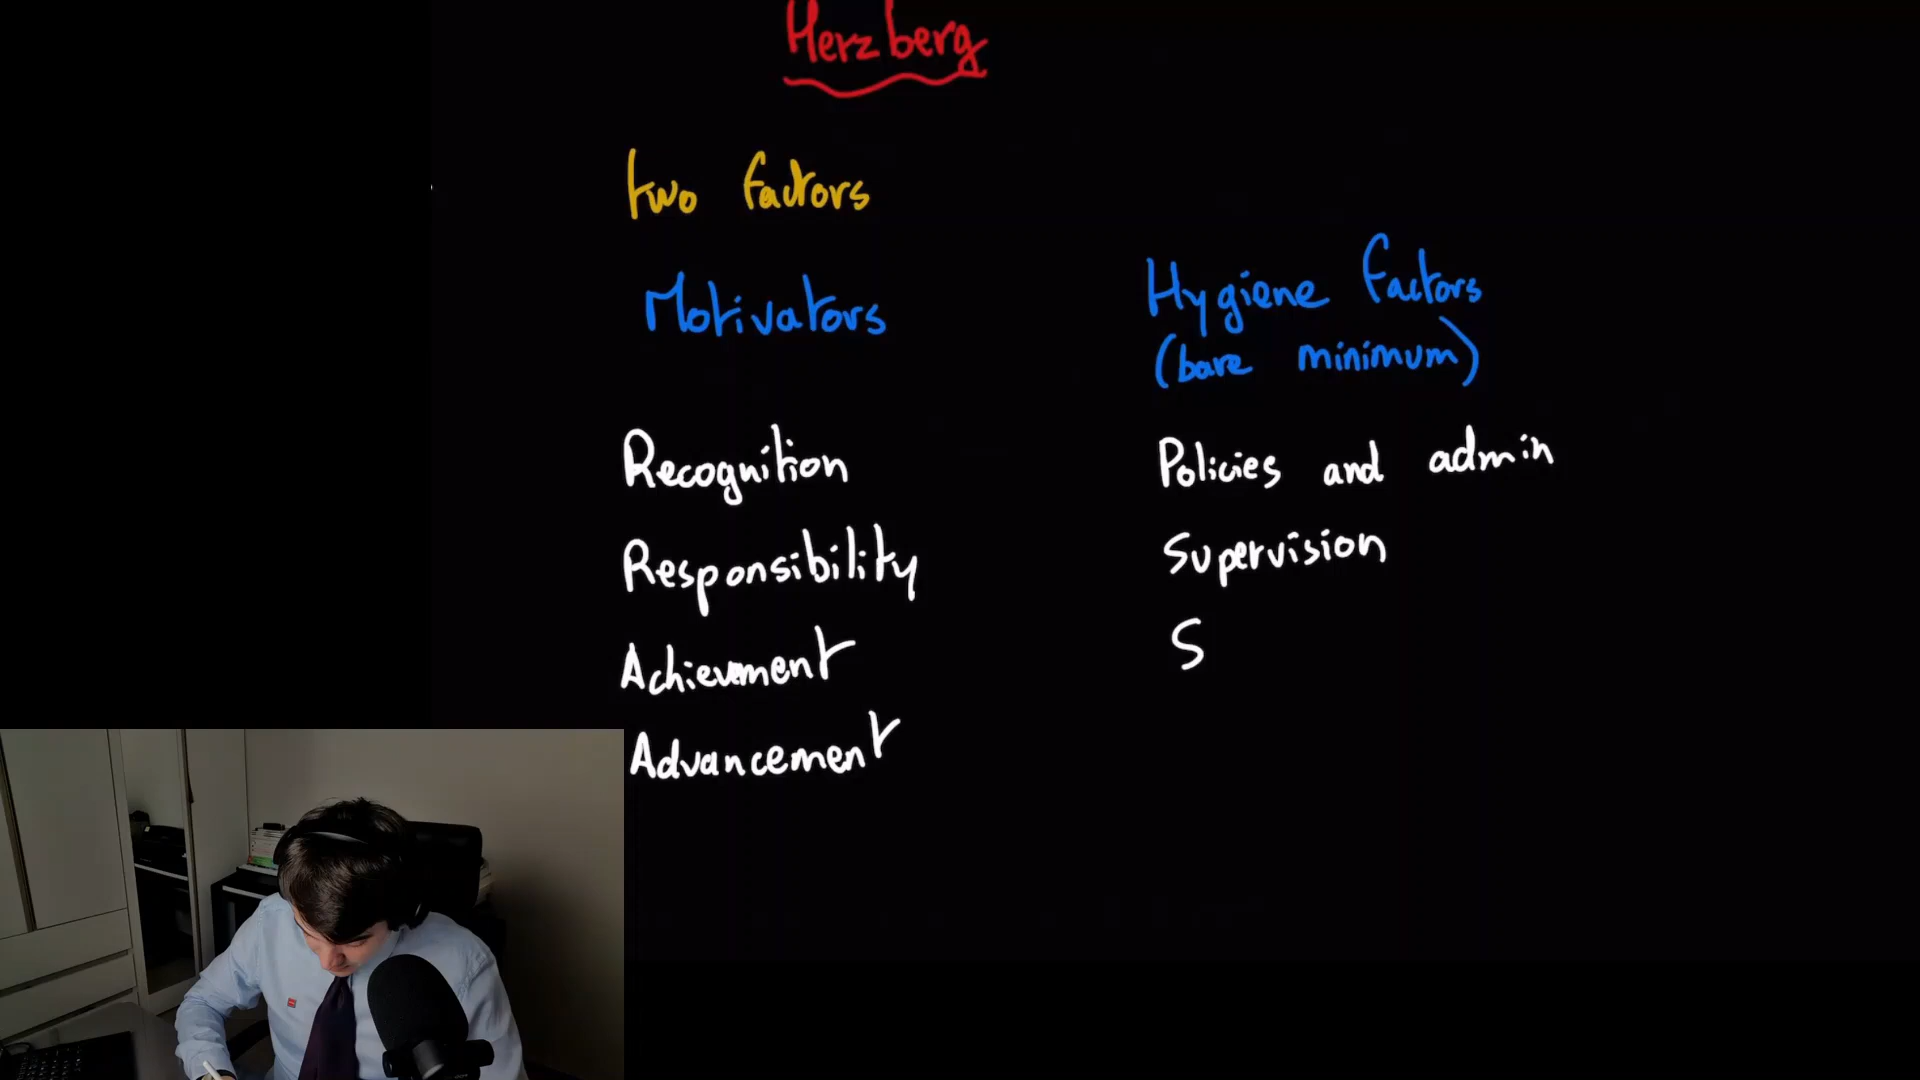 Herzberg
two factors
Motivators
Hygiene factors
(bare minimum)
Recognition
Responsibility
Achievement
Advancement
Policies and admin
Supervision
S